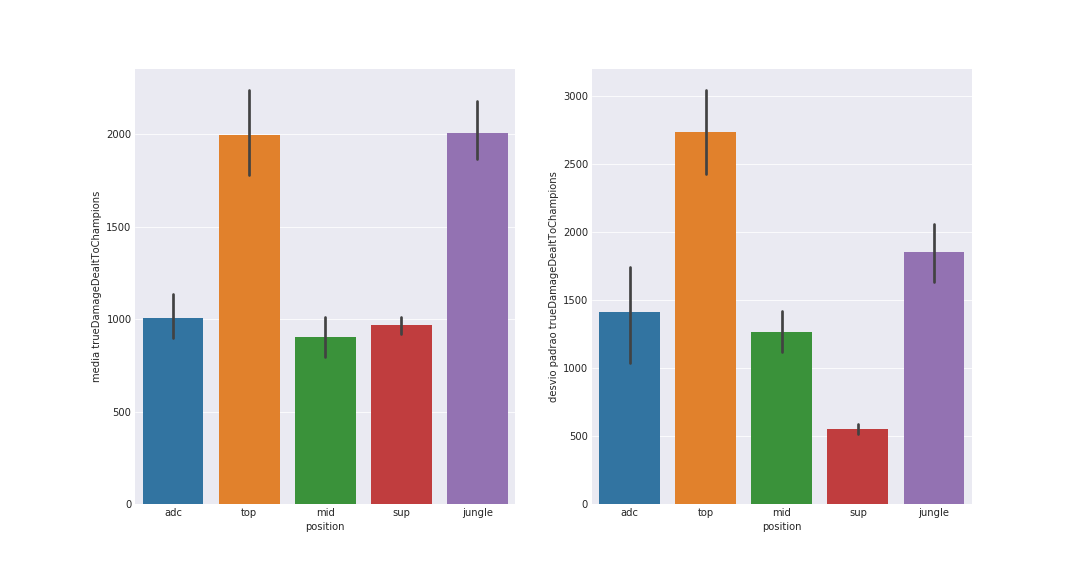 media trueDamageDealtToChampions
2000
1500
1000
500
0
adc top mid sup jungle
position
desvio padrao trueDamageDealtToChampions
3000
2500
2000
1500
1000
500
0
adc top mid sup jungle
position